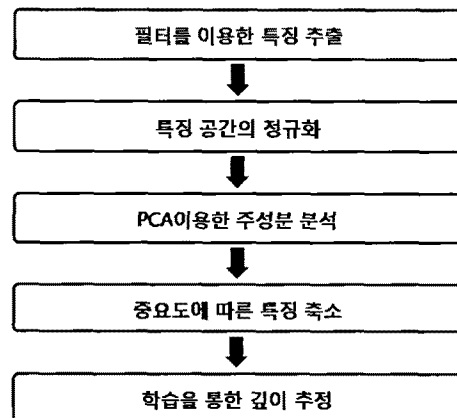 필터를 이용한 특징 추출
특징 공간의 정규화
PCA이용한 주성분 분석
중요도에 따른 특징 축소
학습을 통한 깊이 추정